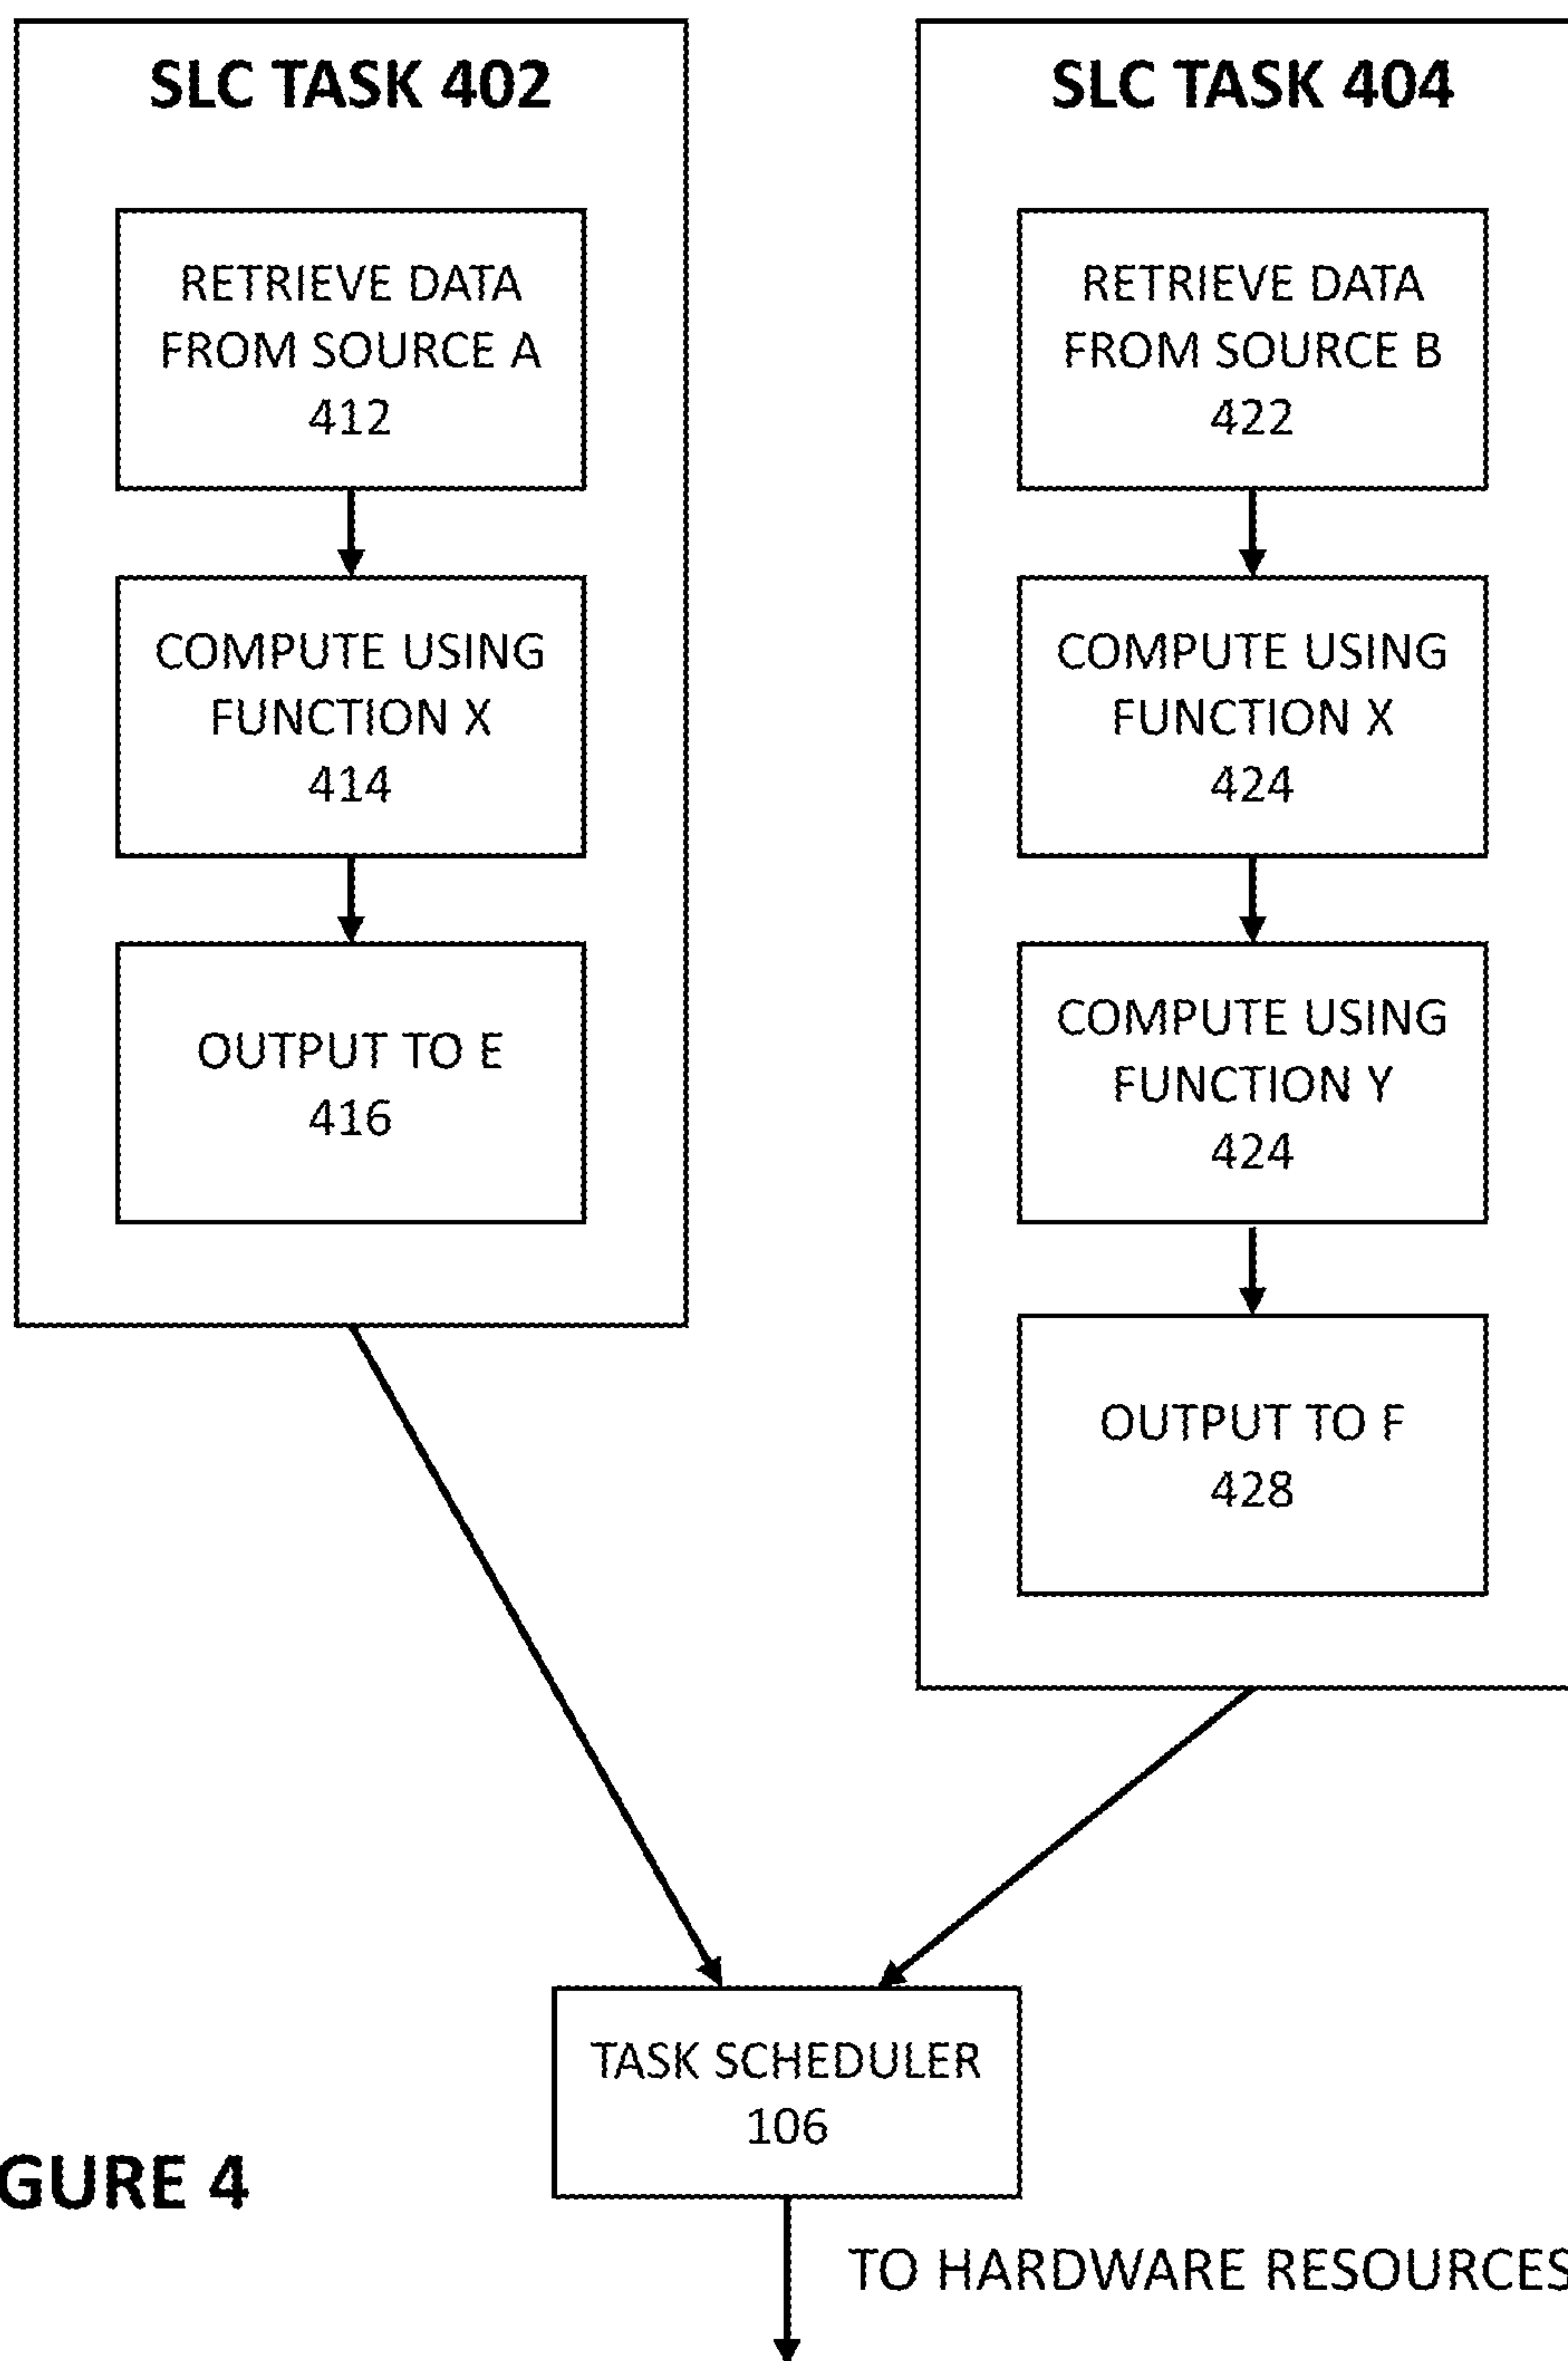 SLC TASK 402
RETRIEVE DATA
FROM SOURCE A
412
COMPUTE USING
FUNCTION X
414
OUTPUT TO E
416
SLC TASK 404
RETRIEVE DATA
FROM SOURCE B
422
COMPUTE USING
FUNCTION X
424
COMPUTE USING
FUNCTION Y
424
OUTPUT TO F
428
TASK SCHEDULER
106
GURE 4
TO HARDWARE RESOURCES